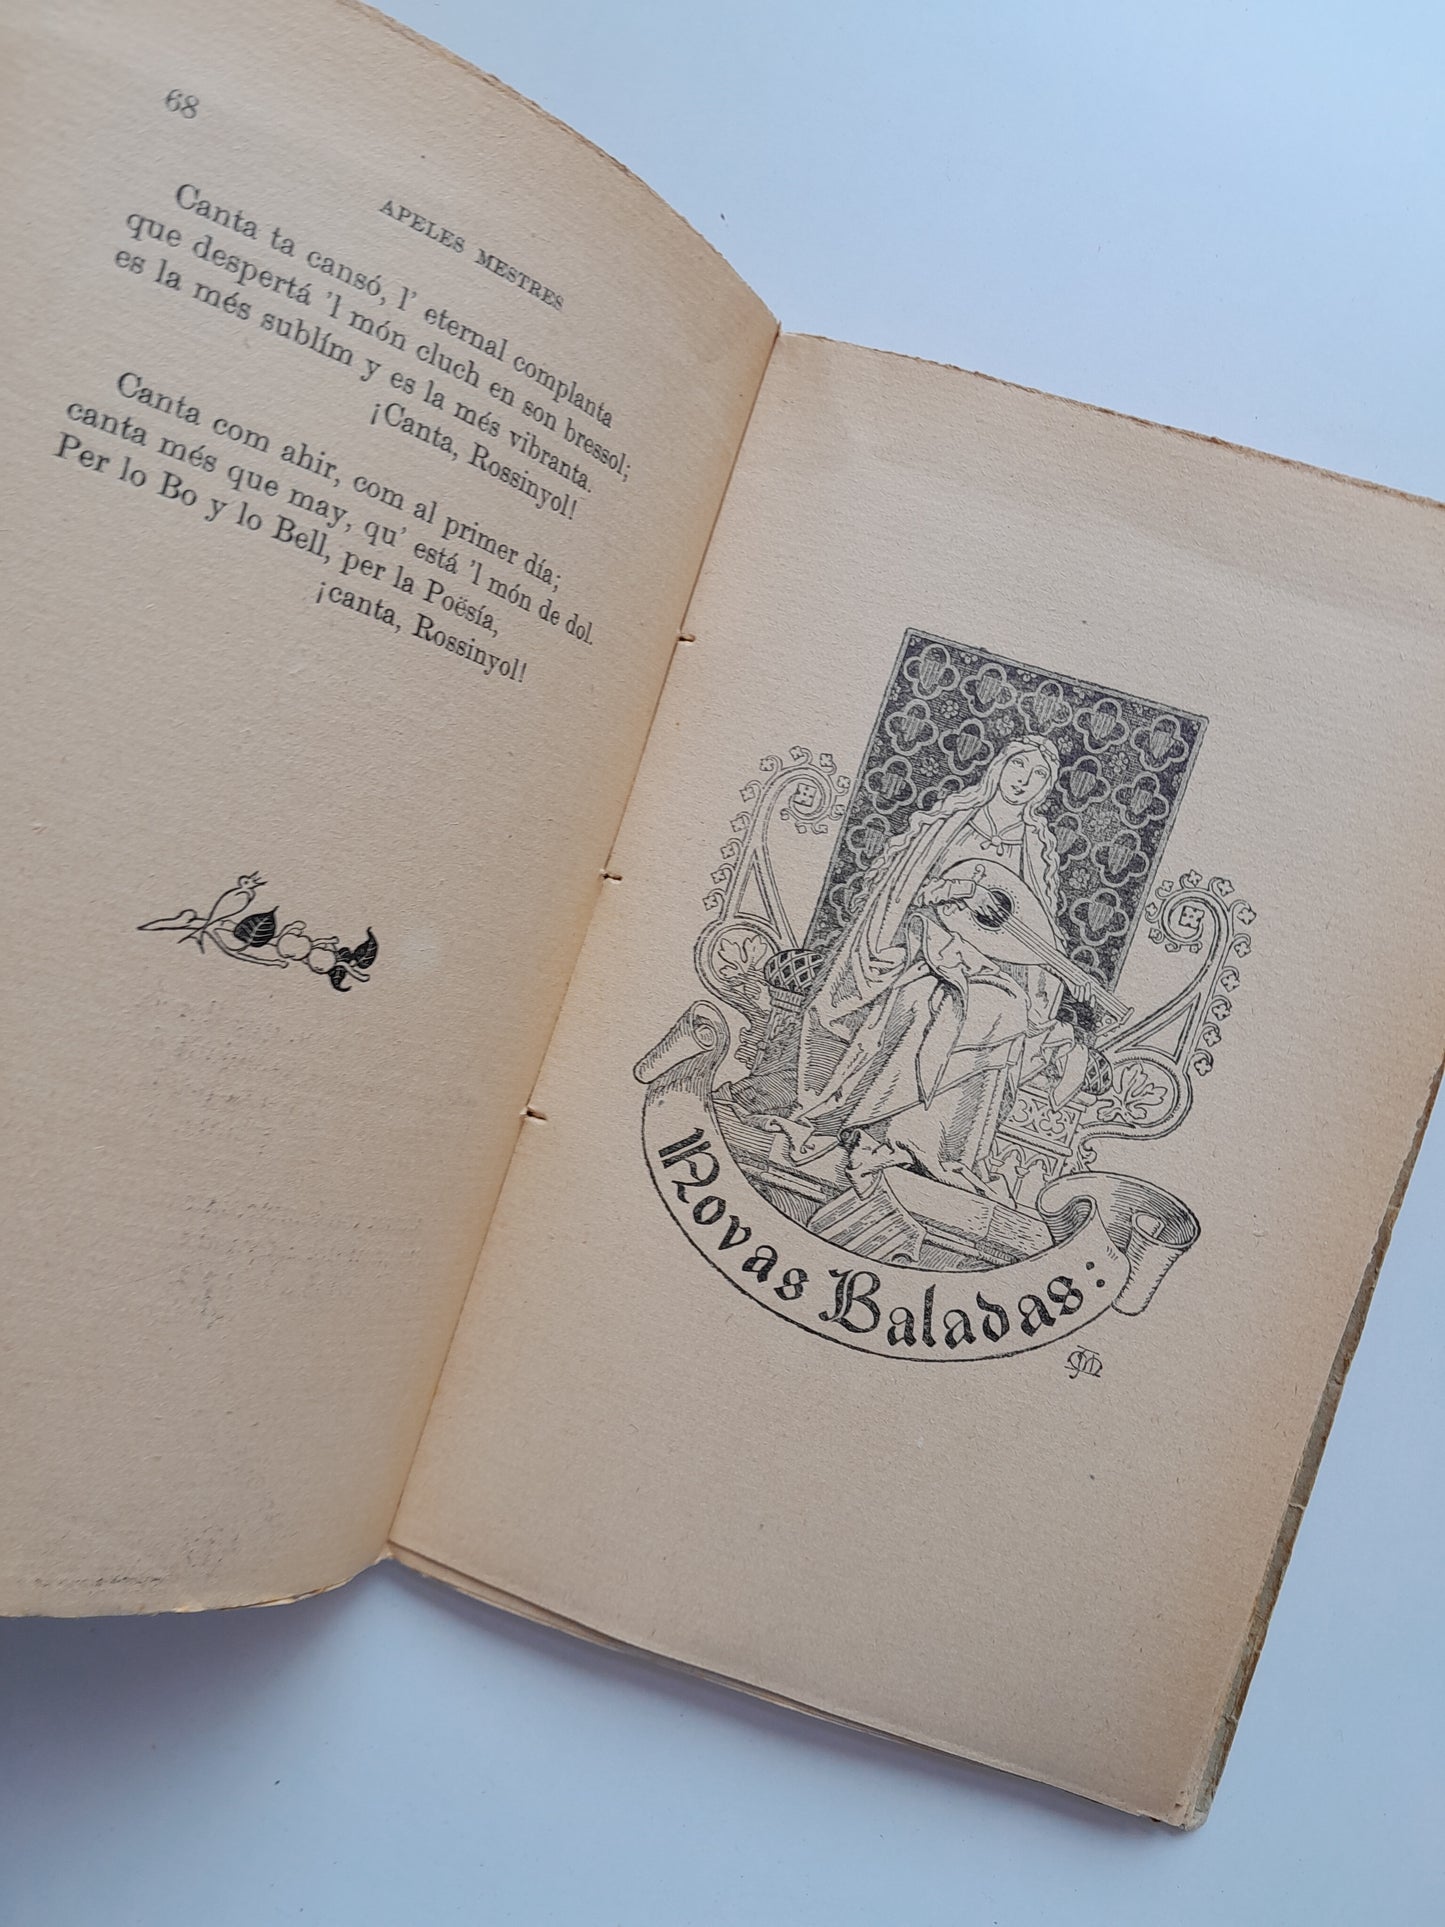 68
APELES MESTRES
Canta ta cansó, l' eternal complanta
que despertá 'l món cluch en son bressol;
es la més sublím y es la més vibranta.
¡Canta, Rossinyol!
Canta com ahir, com al primer día;
canta més que may, qu' está 'l món de dol.
Per lo Bo y lo Bell, per la Poësía,
¡canta, Rossinyol!
Novas Baladas: